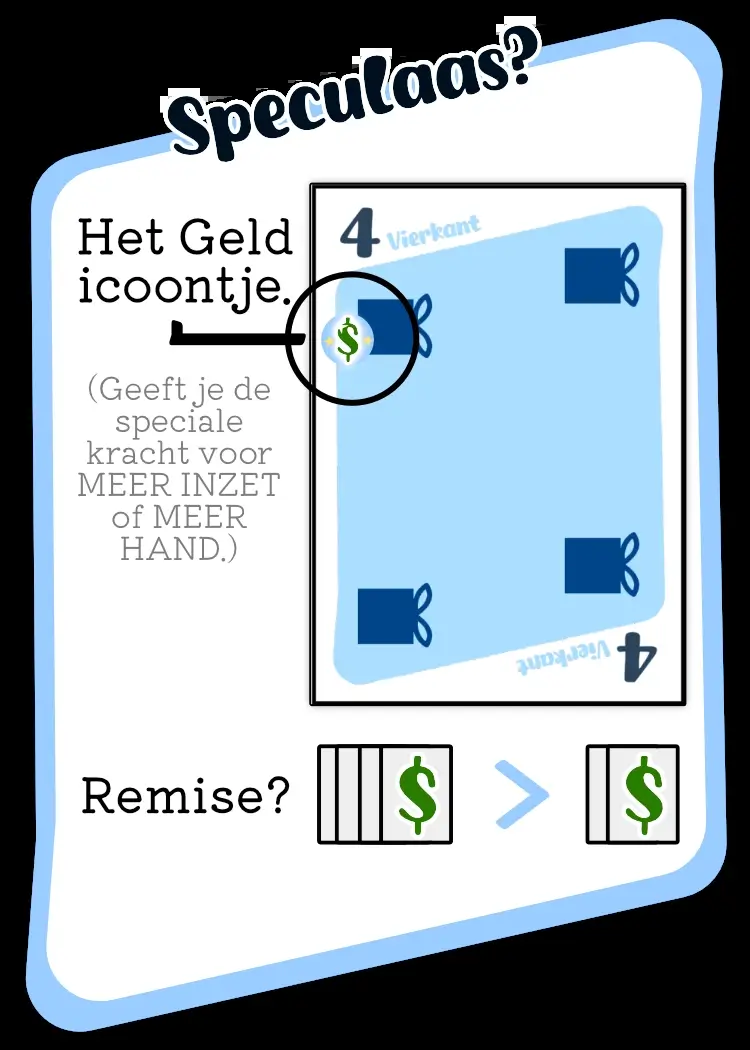 Speculaas?
Het Geld
icoontje.
(Geeft je de
speciale
kracht voor
MEER INZET
of MEER
HAND.)
4 Vierkant
$
4 Vierkant
Remise?
$ > $